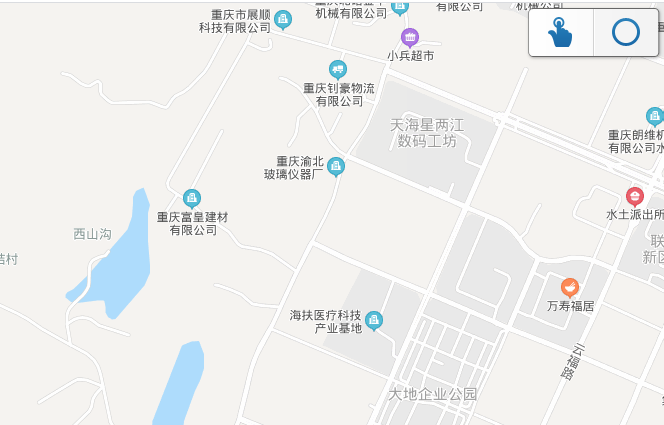 重庆市展顺
科技有限公司
机械有限公司
有限公司
机械公司
小兵超市
重庆钊豪物流
有限公司
天海星两江
数码工坊
重庆朗维机
有限公司水
重庆渝北
玻璃仪器厂
水土派出所
重庆富皇建材
有限公司
西山沟
联
新区
万寿福居
海扶医疗科技
产业基地
云福路
大地企业公园